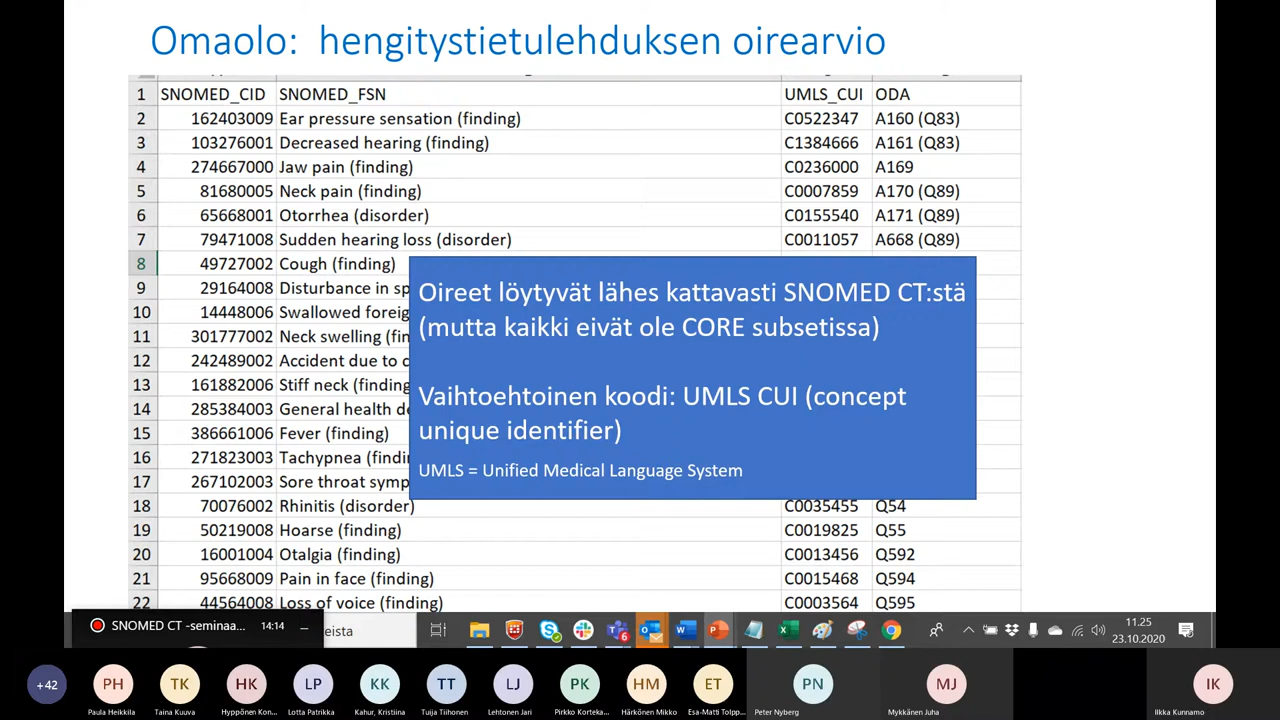 Omaolo: hengitystietulehduksen oirearvio
1 SNOMED_CID SNOMED_FSN UMLS_CUI ODA
2 162403009 Ear pressure sensation (finding) C0522347 A160 (Q83)
3 103276001 Decreased hearing (finding) C1384666 A161 (Q83)
4 274667000 Jaw pain (finding) C0236000 A169
5 81680005 Neck pain (finding) C0007859 A170 (Q89)
6 65668001 Otorrhea (disorder) C0155540 A171 (Q89)
7 79471008 Sudden hearing loss (disorder) C0011057 A668 (Q89)
8 49727002 Cough (finding)
9 29164008 Disturbance in sp
10 14448006 Swallowed foreig
11 301777002 Neck swelling (fin
12 242489002 Accident due to c
13 161882006 Stiff neck (finding
14 285384003 General health de
15 386661006 Fever (finding)
16 271823003 Tachypnea (findin
17 267102003 Sore throat symp
18 70076002 Rhinitis (disorder) C0035455 Q54
19 50219008 Hoarse (finding) C0019825 Q55
20 16001004 Otalgia (finding) C0013456 Q592
21 95668009 Pain in face (finding) C0015468 Q594
22 44564008 Loss of voice (finding) C0003564 Q595
Oireet löytyvät lähes kattavasti SNOMED CT:stä
(mutta kaikki eivät ole CORE subsetissa)
Vaihtoehtoinen koodi: UMLS CUI (concept
unique identifier)
UMLS = Unified Medical Language System
SNOMED CT -seminaa... 14:14
eista
11.25
23.10.2020
+42 PH TK HK LP KK TT LJ PK HM ET PN MJ IK
Paula Heikkila Taina Kuuva Hyppönen Kon... Lotta Patrikka Kahur, Kristiina Tuija Tiihonen Lehtonen Jari Pirkko Korteka... Härkönen Mikko Esa-Matti Tolpp... Peter Nyberg Mykkänen Juha Ilkka Kunnamo